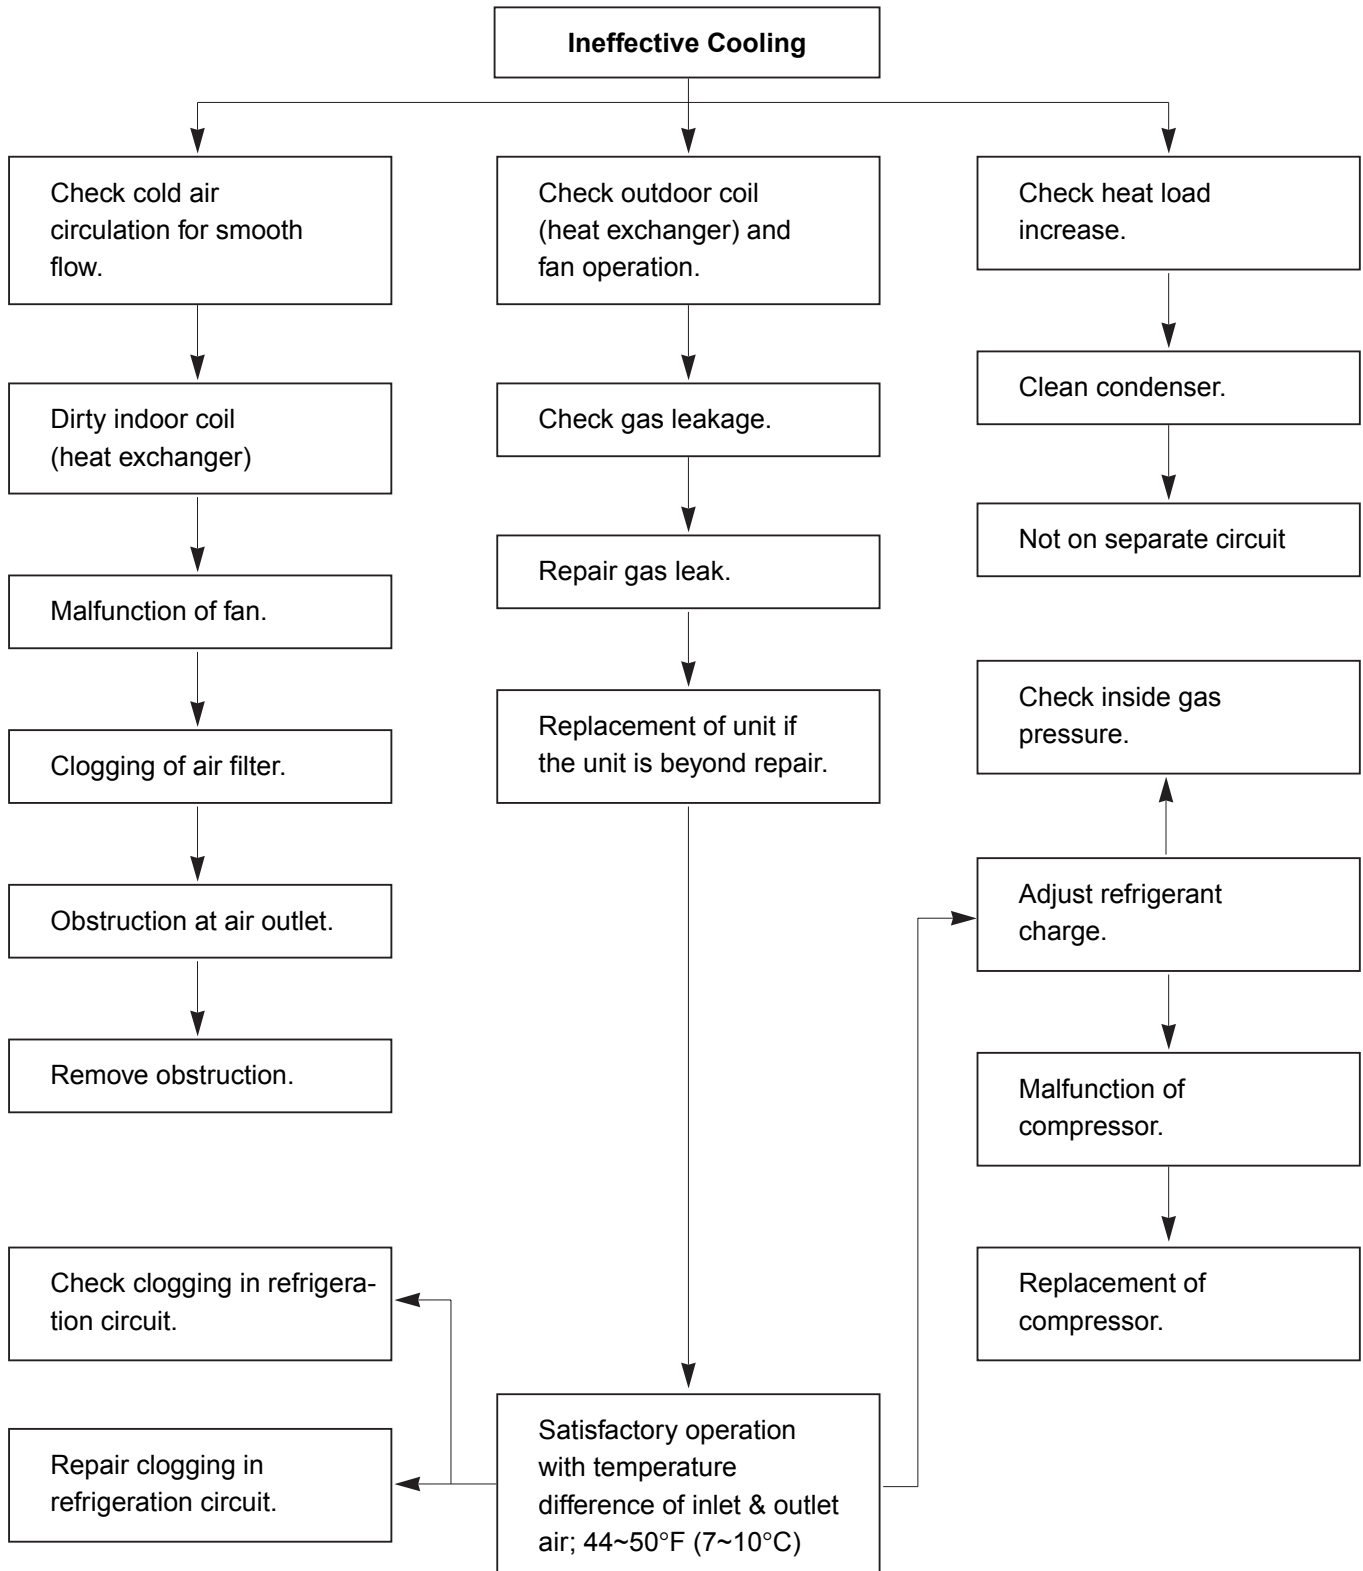 Ineffective Cooling
Check cold air
circulation for smooth
flow.
Dirty indoor coil
(heat exchanger)
Malfunction of fan.
Clogging of air filter.
Obstruction at air outlet.
Remove obstruction.
Check clogging in refrigera-
tion circuit.
Repair clogging in
refrigeration circuit.
Check outdoor coil
(heat exchanger) and
fan operation.
Check gas leakage.
Repair gas leak.
Replacement of unit if
the unit is beyond repair.
Satisfactory operation
with temperature
difference of inlet & outlet
air; 44~50°F (7~10°C)
Check heat load
increase.
Clean condenser.
Not on separate circuit
Check inside gas
pressure.
Adjust refrigerant
charge.
Malfunction of
compressor.
Replacement of
compressor.